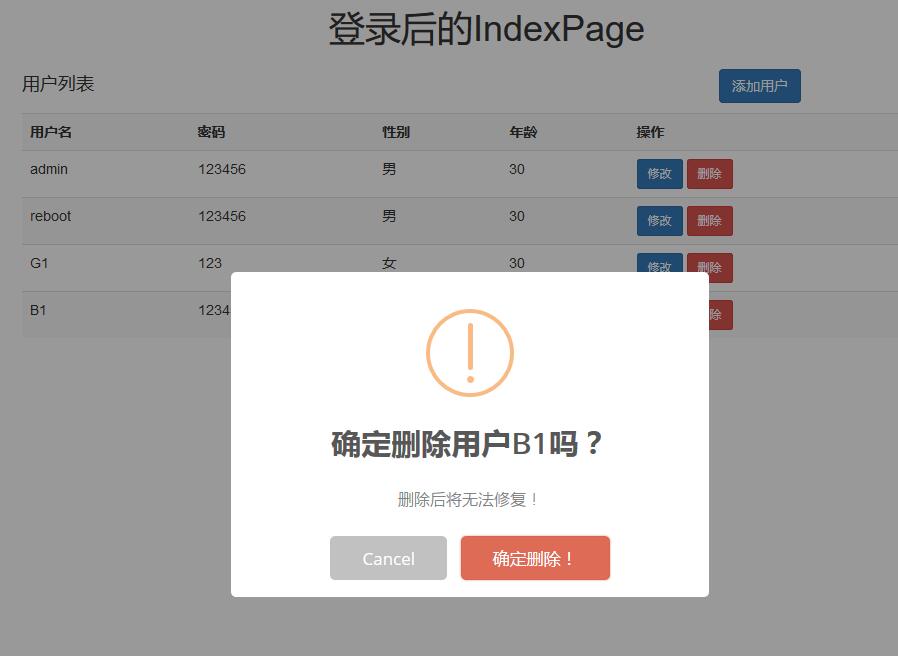 登录后的IndexPage
用户列表 添加用户
用户名 密码 性别 年龄 操作
admin 123456 男 30 修改 删除
reboot 123456 男 30 修改 删除
G1 123 女 30 修改 删除
B1 1234 除
确定删除用户B1吗？
删除后将无法修复！
Cancel 确定删除！